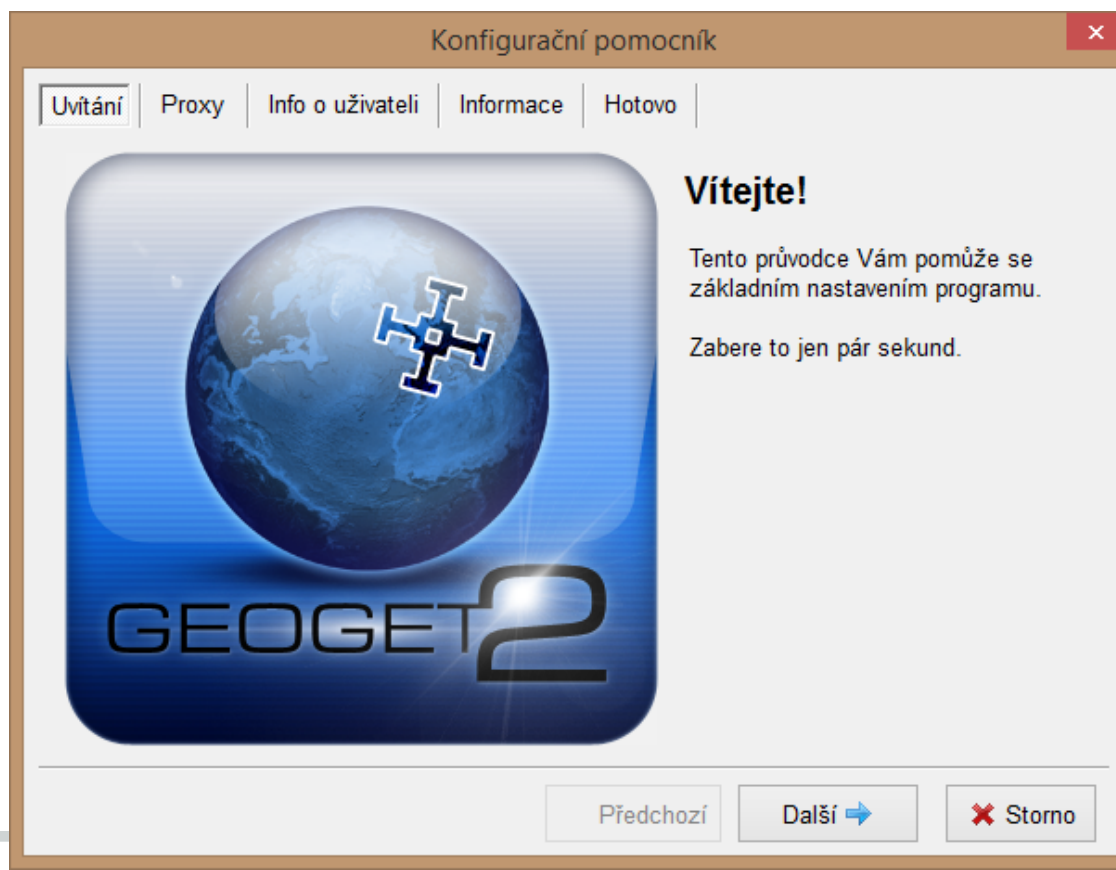 Konfigurační pomocník
Uvítání Proxy Info o uživateli Informace Hotovo
Vítejte!
Tento průvodce Vám pomůže se
základním nastavením programu.
Zabere to jen pár sekund.
GEOGET2
Předchozí Další Storno